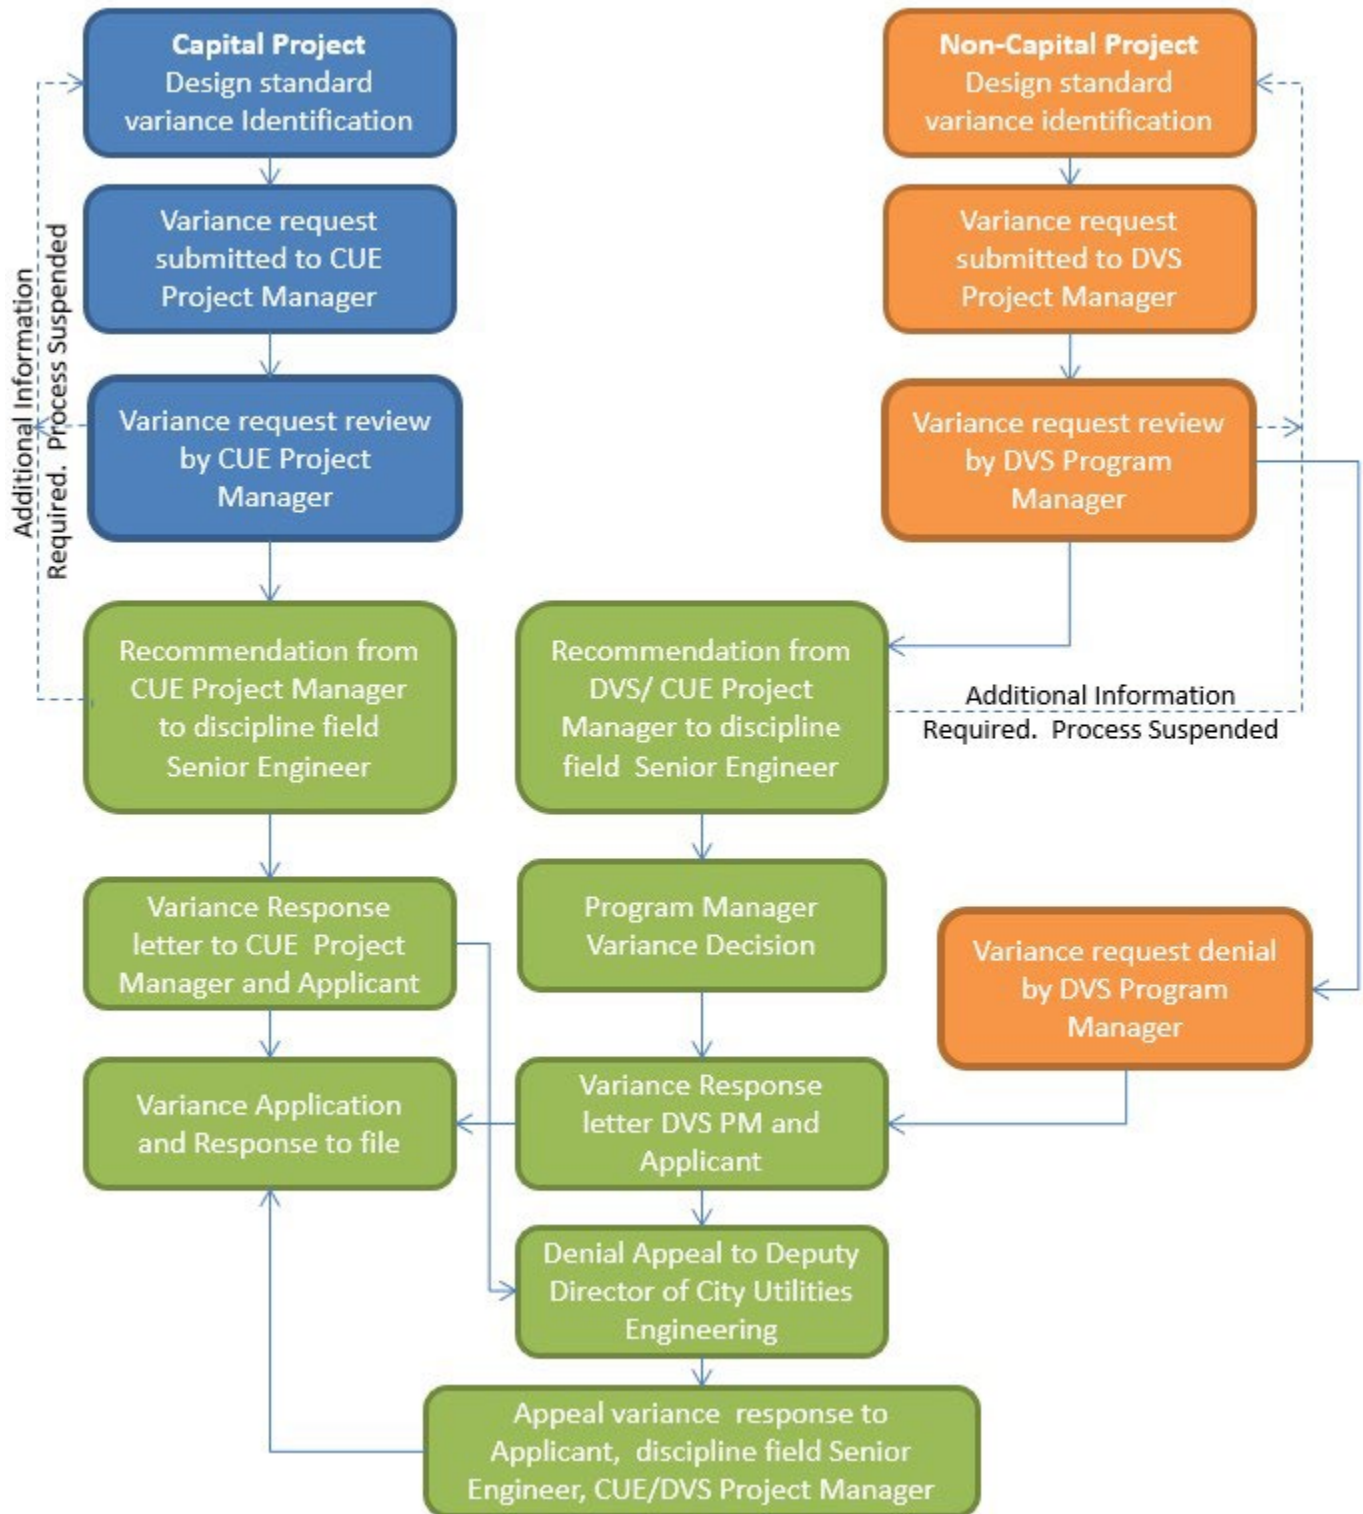 Capital Project
Design standard
variance Identification
Variance request
submitted to CUE
Project Manager
Variance request review
by CUE Project
Manager
Additional Information
Required.  Process Suspended
Recommendation from
CUE Project Manager
to discipline field
Senior Engineer
Variance Response
letter to CUE  Project
Manager and Applicant
Variance Application
and Response to file
Non-Capital Project
Design standard
variance identification
Variance request
submitted to DVS
Project Manager
Variance request review
by DVS Program
Manager
Recommendation from
DVS/ CUE Project
Manager to discipline
field  Senior Engineer
Additional Information
Required.  Process Suspended
Program Manager
Variance Decision
Variance request denial
by DVS Program
Manager
Variance Response
letter DVS PM and
Applicant
Denial Appeal to Deputy
Director of City Utilities
Engineering
Appeal variance  response to
Applicant,  discipline field Senior
Engineer, CUE/DVS Project Manager